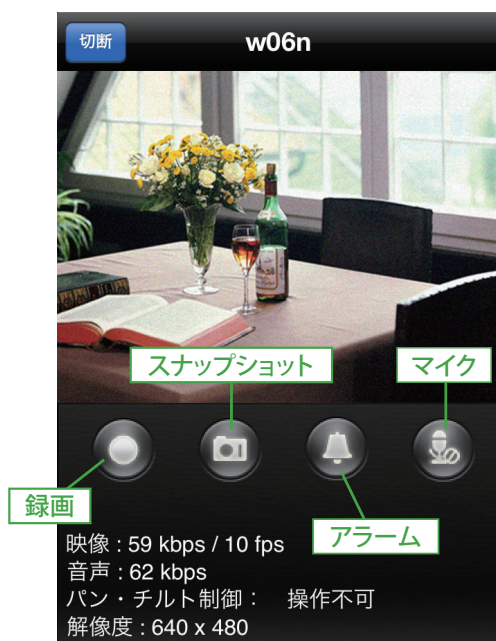 切断
w06n
スナップショット
マイク
録画
アラーム
映像 : 59 kbps / 10 fps
音声 : 62 kbps
パン・チルト制御： 操作不可
解像度 : 640 x 480